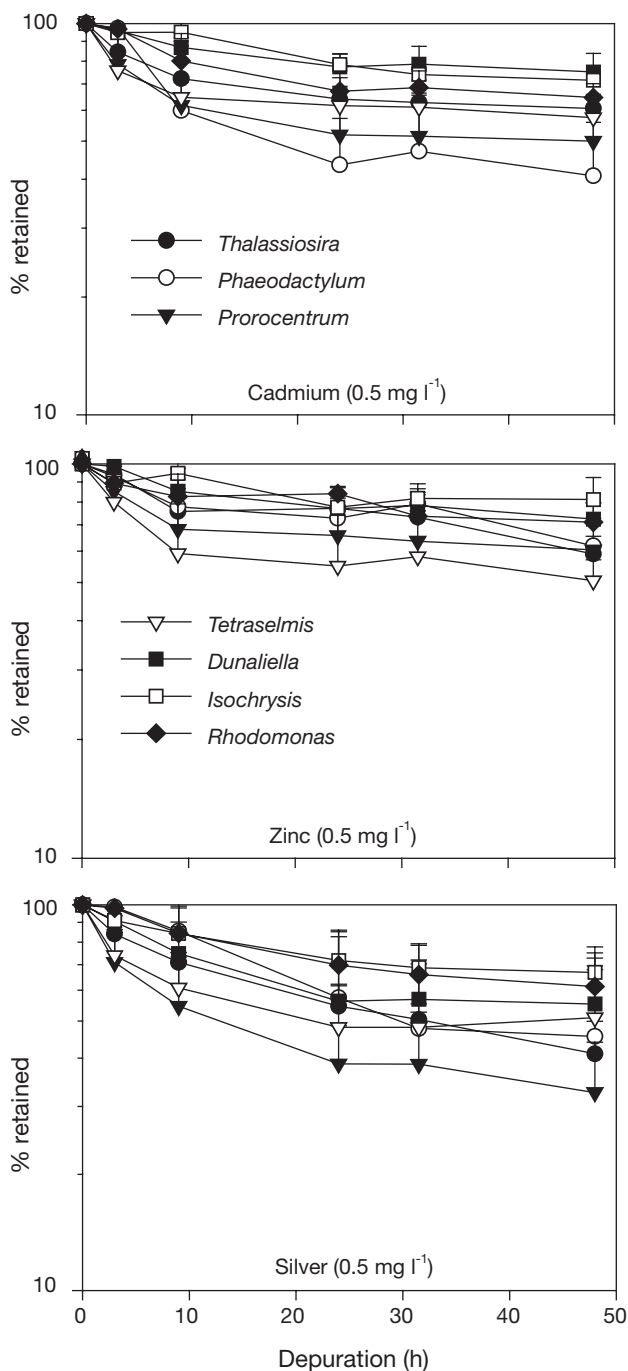 100
% retained
Thalassiosira
Phaeodactylum
Prorocentrum
Cadmium (0.5 mg l⁻¹)
10
100
% retained
Tetraselmis
Dunaliella
Isochrysis
Rhodomonas
Zinc (0.5 mg l⁻¹)
10
100
% retained
Silver (0.5 mg l⁻¹)
10
0 10 20 30 40 50
Depuration (h)